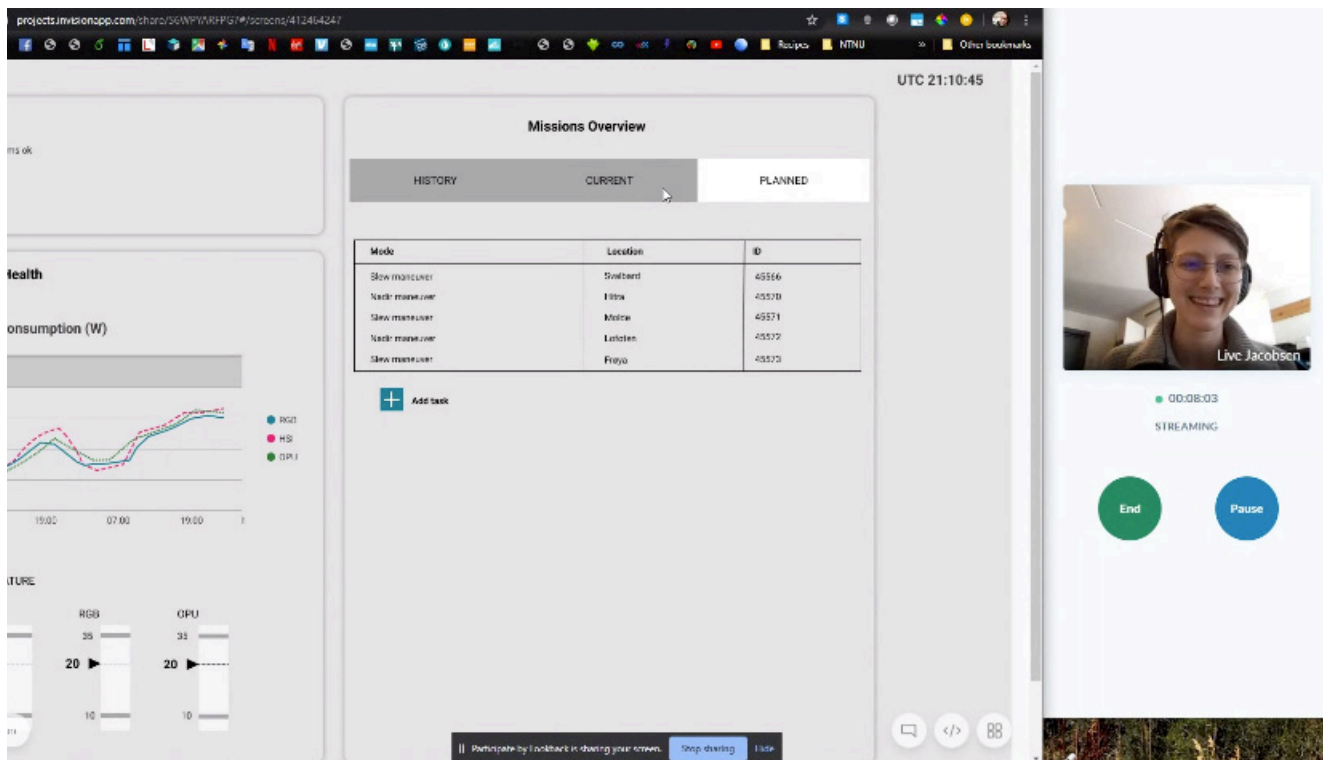 projects.invisionapp.com/share/
#/screens/412464247
Recipes
NTNU
»
Other bookmarks
UTC 21:10:45
ms ok
Missions Overview
HISTORY
CURRENT
PLANNED
Mode Location ID
Slew maneuver Svalbard 45566
Nadir maneuver Hitra 45570
Slew maneuver Molde 45571
Nadir maneuver Lofoten 45572
Slew maneuver Frøya 45573
Add task
Health
onsumption (W)
RGB
HSI
OPU
19:00 07:00 19:00
ATURE
RGB OPU
35 35
20 20
10 10
Live Jacobsen
00:08:03
STREAMING
End
Pause
Participate by Lookback is sharing your screen.
Stop sharing
Hide